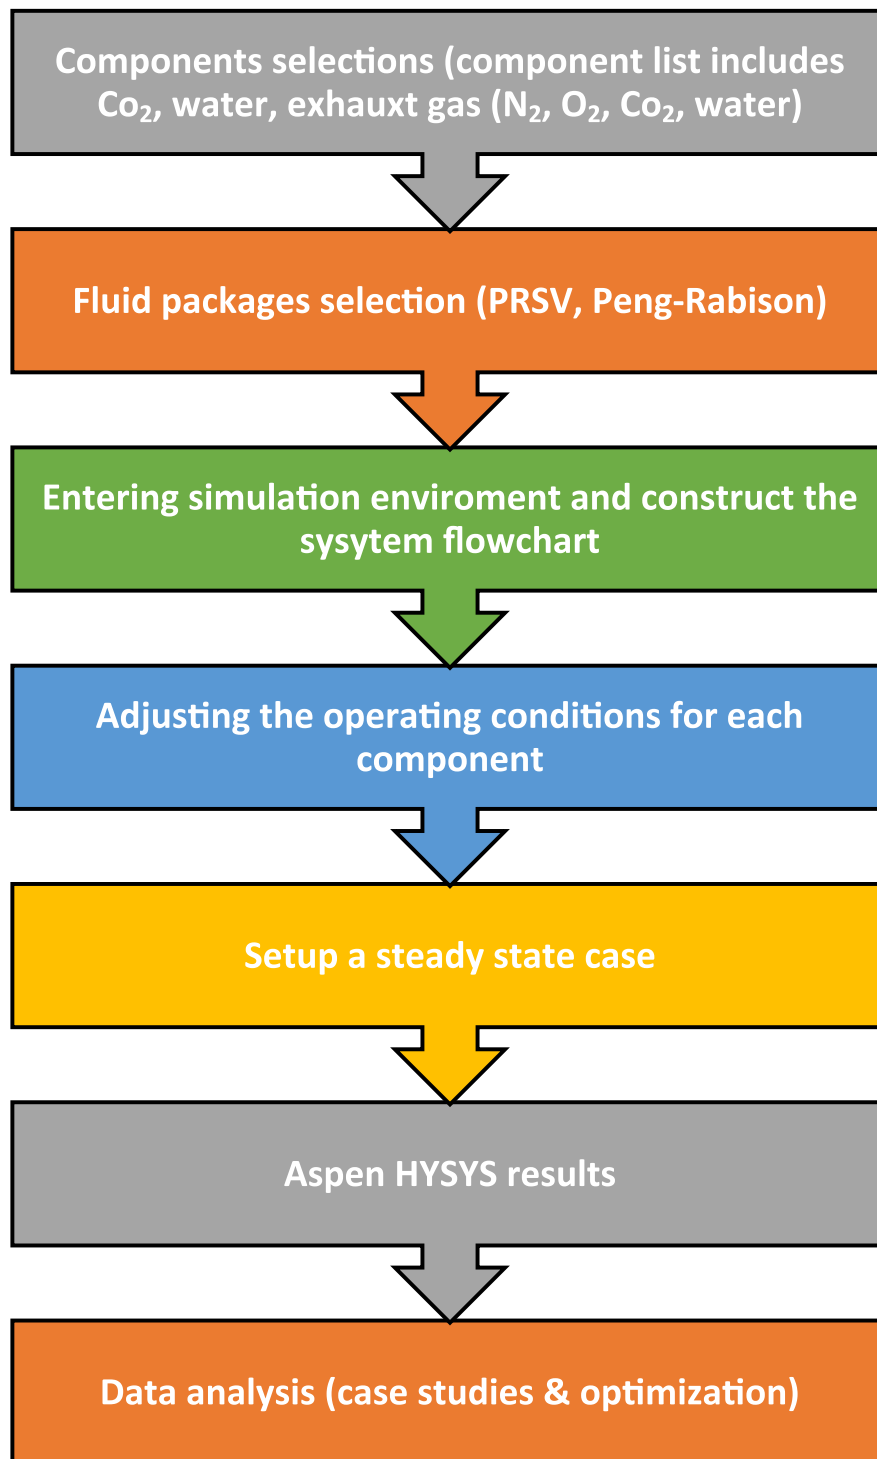 Components selections (component list includes
Co₂, water, exhauxt gas (N₂, O₂, Co₂, water)
Fluid packages selection (PRSV, Peng-Rabison)
Entering simulation enviroment and construct the
sysytem flowchart
Adjusting the operating conditions for each
component
Setup a steady state case
Aspen HYSYS results
Data analysis (case studies & optimization)